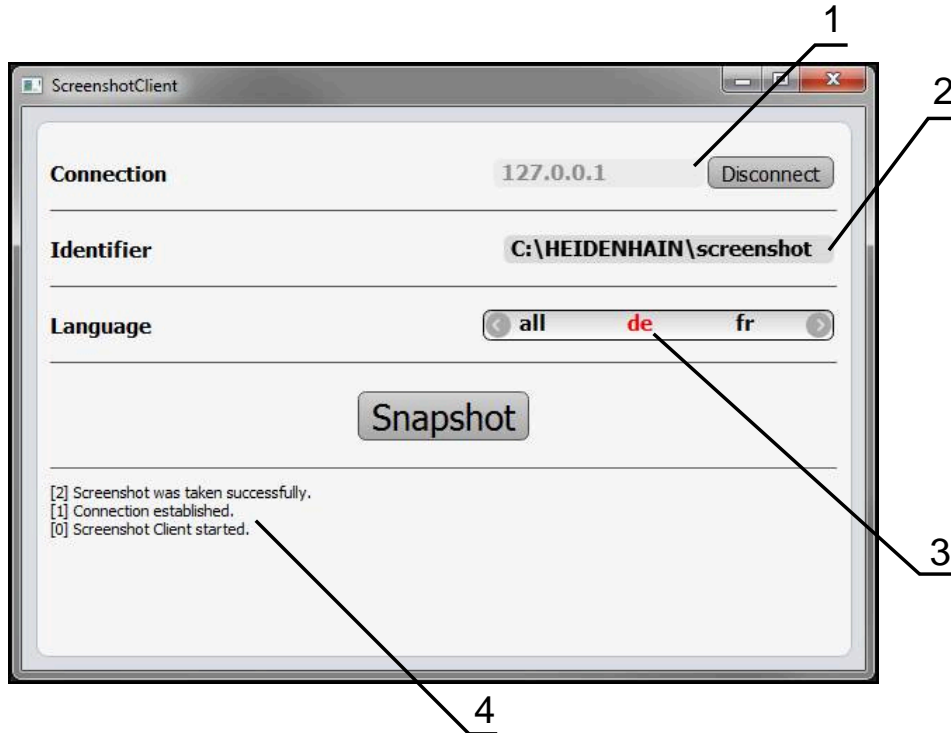 1
ScreenshotClient
2
Connection 127.0.0.1 Disconnect
Identifier C:\HEIDENHAIN\screenshot
Language all de fr
Snapshot
[2] Screenshot was taken successfully.
[1] Connection established.
[0] Screenshot Client started.
3
4